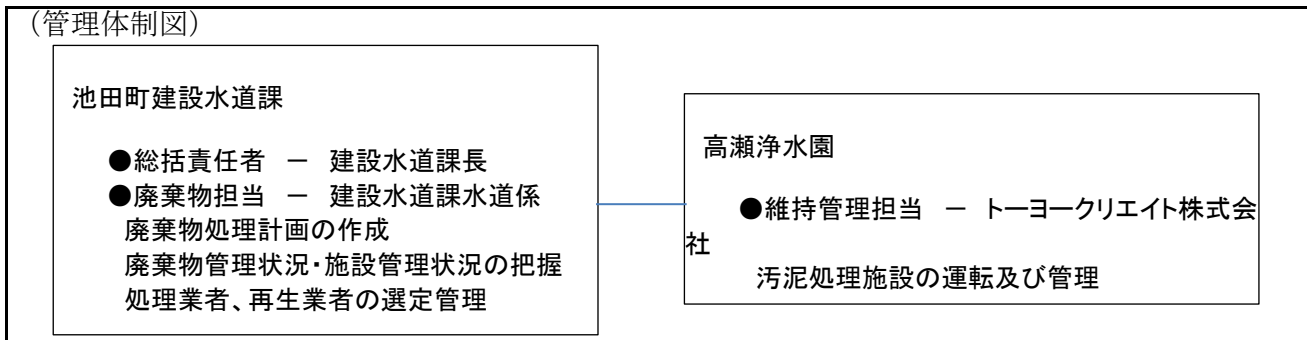 （管理体制図）
池田町建設水道課
●総括責任者　－　建設水道課長
●廃棄物担当　－　建設水道課水道係
廃棄物処理計画の作成
廃棄物管理状況・施設管理状況の把握
処理業者、再生業者の選定管理
高瀬浄水園
●維持管理担当　－　トーヨークリエイト株式会
社
汚泥処理施設の運転及び管理